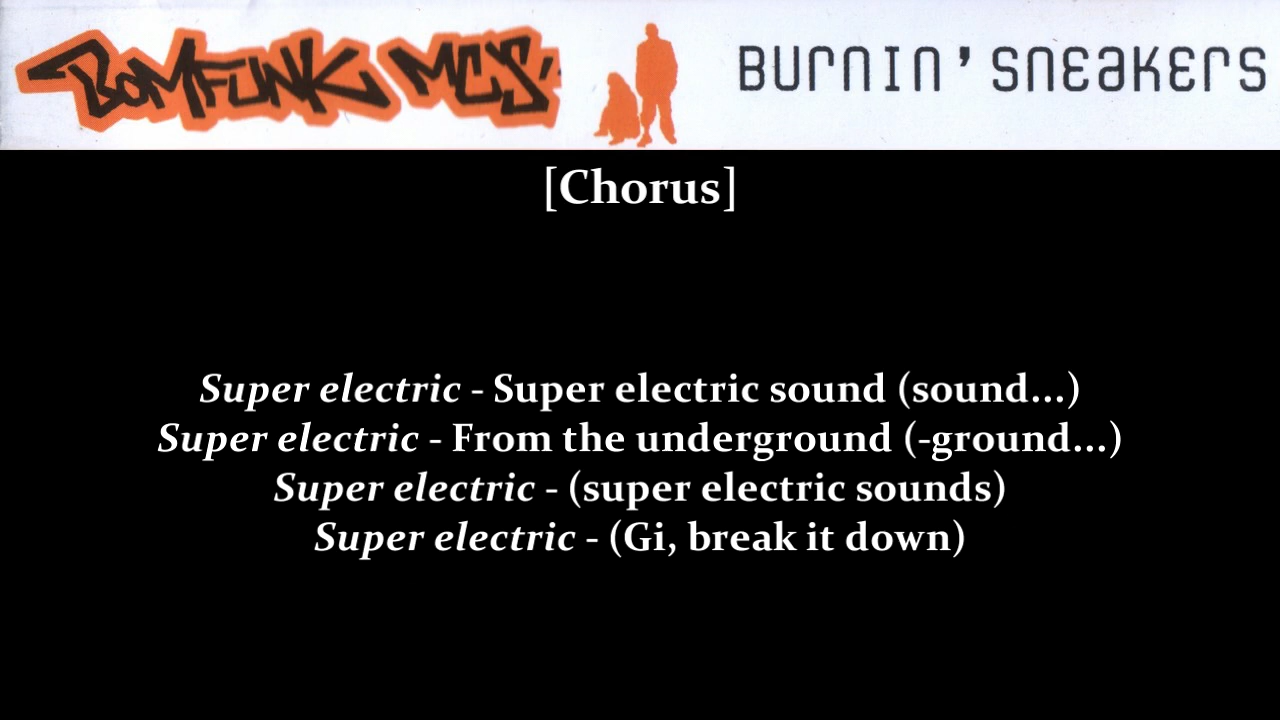 BOMFUNK MCS' BURNIN' SNEAKERS
[Chorus]
Super electric - Super electric sound (sound...)
Super electric - From the underground (-ground...)
Super electric - (super electric sounds)
Super electric - (Gi, break it down)